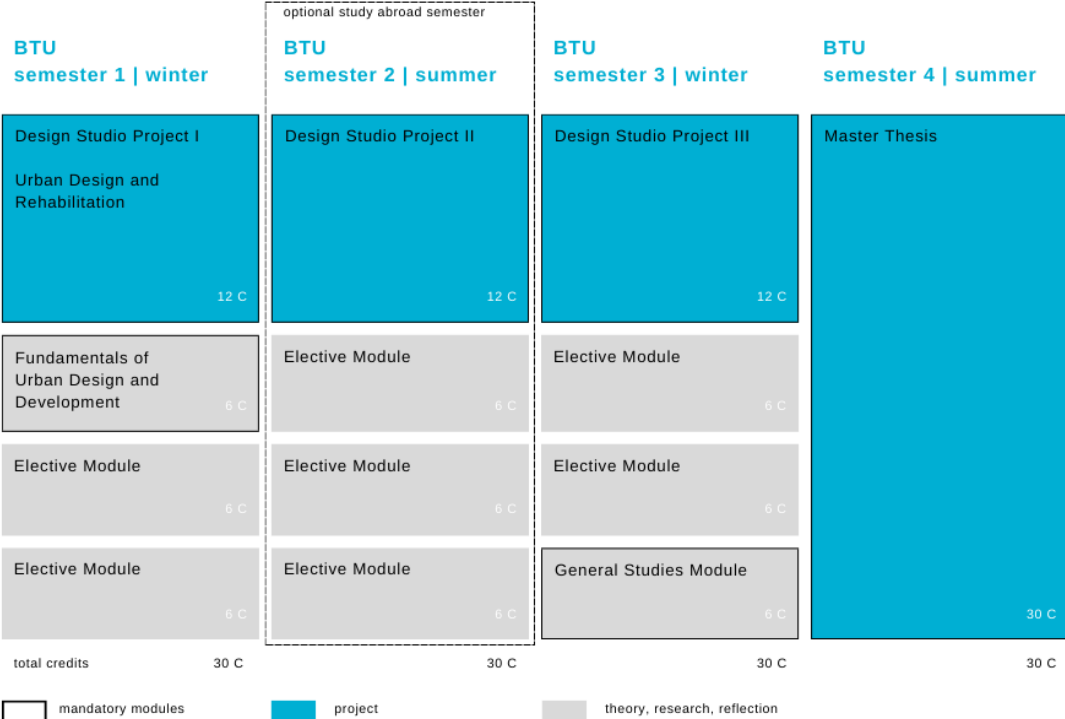 optional study abroad semester
BTU
semester 1 | winter
BTU
semester 2 | summer
BTU
semester 3 | winter
BTU
semester 4 | summer
Design Studio Project I
Urban Design and
Rehabilitation
12 C
Design Studio Project II
12 C
Design Studio Project III
12 C
Master Thesis
30 C
Fundamentals of
Urban Design and
Development
6 C
Elective Module
6 C
Elective Module
6 C
Elective Module
6 C
Elective Module
6 C
Elective Module
6 C
Elective Module
6 C
Elective Module
6 C
General Studies Module
6 C
total credits
30 C
30 C
30 C
30 C
mandatory modules
project
theory, research, reflection